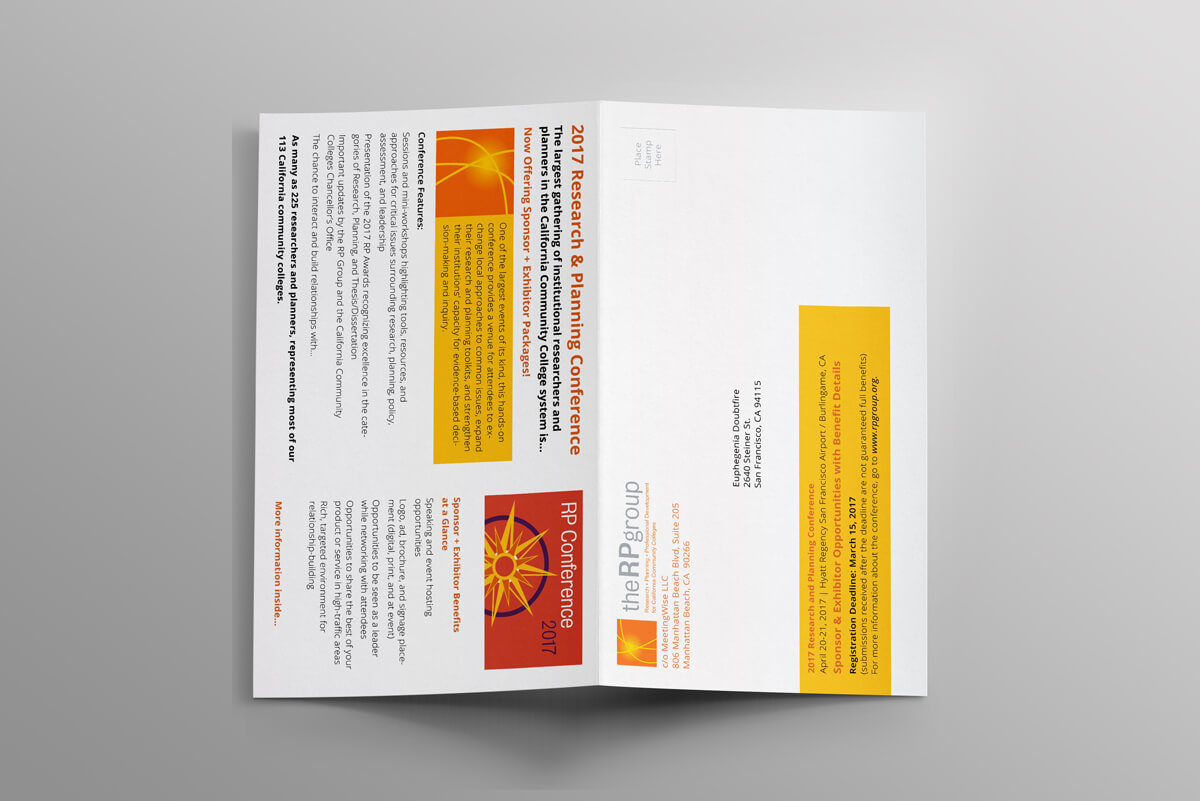 2017 Research & Planning Conference
The largest gathering of institutional researchers and
planners in the California Community College system is...
Now Offering Sponsor + Exhibitor Packages!
One of the largest events of its kind, this hands-on
conference provides a venue for attendees to ex-
change local approaches to common issues, expand
their research and planning toolkits, and strengthen
their institutions' capacity for evidence-based deci-
sion-making and inquiry.
Conference Features:
Sessions and mini-workshops highlighting tools, resources, and
approaches for critical issues surrounding research, planning, policy,
assessment, and leadership
Presentation of the 2017 RP Awards recognizing excellence in the cate-
gories of Research, Planning, and Thesis/Dissertation
Important updates by the RP Group and the California Community
Colleges Chancellor's Office
The chance to interact and build relationships with...
As many as 225 researchers and planners, representing most of our
113 California community colleges.
RP Conference
2017
Sponsor + Exhibitor Benefits
at a Glance
Speaking and event hosting
opportunities
Logo, ad, brochure, and signage place-
ment (digital, print, and at event)
Opportunities to be seen as a leader
while networking with attendees
Opportunities to share the best of your
product or service in high-traffic areas
Rich, targeted environment for
relationship-building
More information inside...
Place
Stamp
Here
theRPgroup
Research • Planning • Professional Development
for California Community Colleges
c/o MeetingWise LLC
806 Manhattan Beach Blvd, Suite 205
Manhattan Beach, CA 90266
Euphegenia Doubtfire
2640 Steiner St.
San Francisco, CA 94115
2017 Research and Planning Conference
April 20-21, 2017 | Hyatt Regency San Francisco Airport / Burlingame, CA
Sponsor & Exhibitor Opportunities with Benefit Details
Registration Deadline: March 15, 2017
(submissions received after the deadline are not guaranteed full benefits)
For more information about the conference, go to www.rpgroup.org.